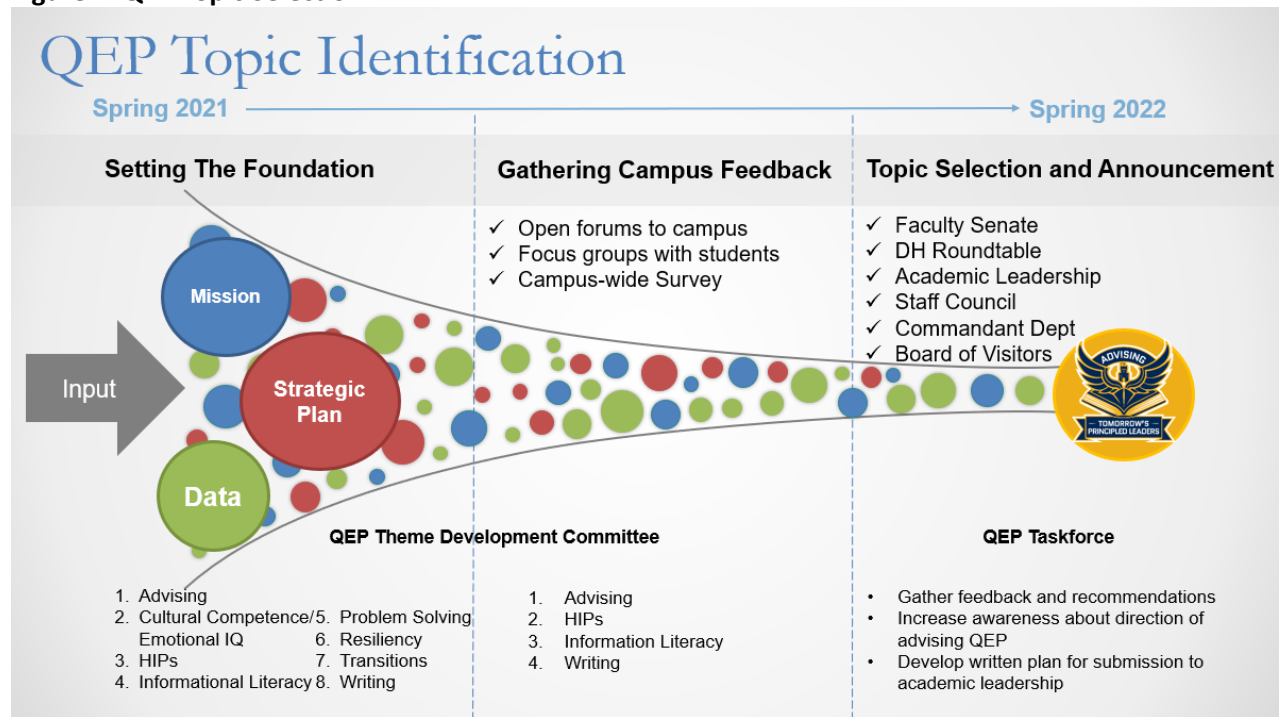 QEP Topic Identification
Spring 2021
Spring 2022
Setting The Foundation
Gathering Campus Feedback
Topic Selection and Announcement
✓ Open forums to campus
✓ Focus groups with students
✓ Campus-wide Survey
✓ Faculty Senate
✓ DH Roundtable
✓ Academic Leadership
✓ Staff Council
✓ Commandant Dept
✓ Board of Visitors
Input
Mission
Strategic
Plan
Data
ADVISING
TOMORROW'S
PRINCIPLED LEADERS
QEP Theme Development Committee
QEP Taskforce
1. Advising
2. Cultural Competence/
Emotional IQ
3. HIPs
4. Informational Literacy
5. Problem Solving
6. Resiliency
7. Transitions
8. Writing
1. Advising
2. HIPs
3. Information Literacy
4. Writing
• Gather feedback and recommendations
• Increase awareness about direction of
advising QEP
• Develop written plan for submission to
academic leadership